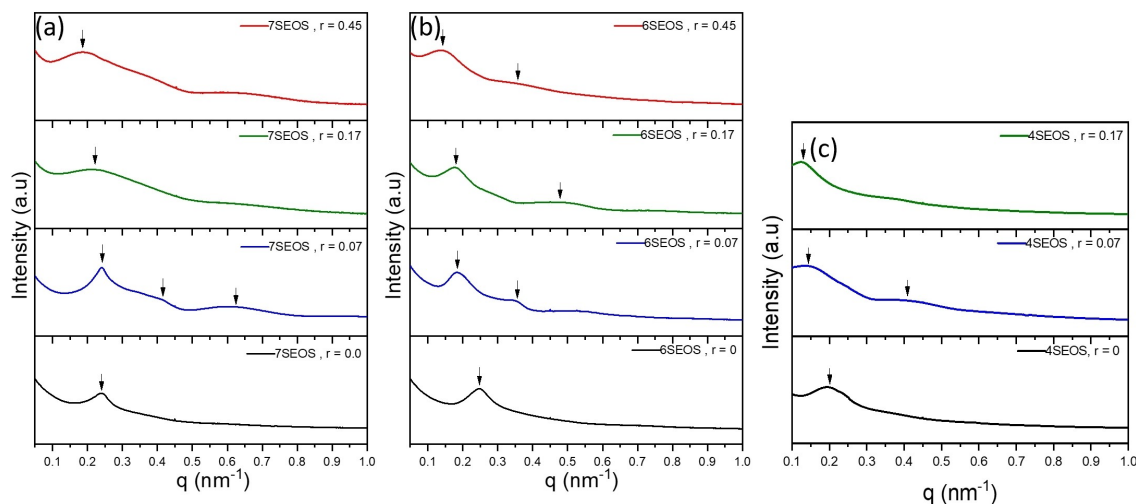 (a)
7SEOS , r = 0.45
7SEOS , r = 0.17
7SEOS , r = 0.07
7SEOS , r = 0.0
Intensity (a.u)
0.1 0.2 0.3 0.4 0.5 0.6 0.7 0.8 0.9 1.0
q (nm⁻¹)
(b)
6SEOS , r = 0.45
6SEOS , r = 0.17
6SEOS , r = 0.07
6SEOS , r = 0
Intensity (a.u)
0.1 0.2 0.3 0.4 0.5 0.6 0.7 0.8 0.9 1.0
q (nm⁻¹)
(c)
4SEOS , r = 0.17
4SEOS , r = 0.07
4SEOS , r = 0
Intensity (a.u)
0.1 0.2 0.3 0.4 0.5 0.6 0.7 0.8 0.9 1.0
q (nm⁻¹)